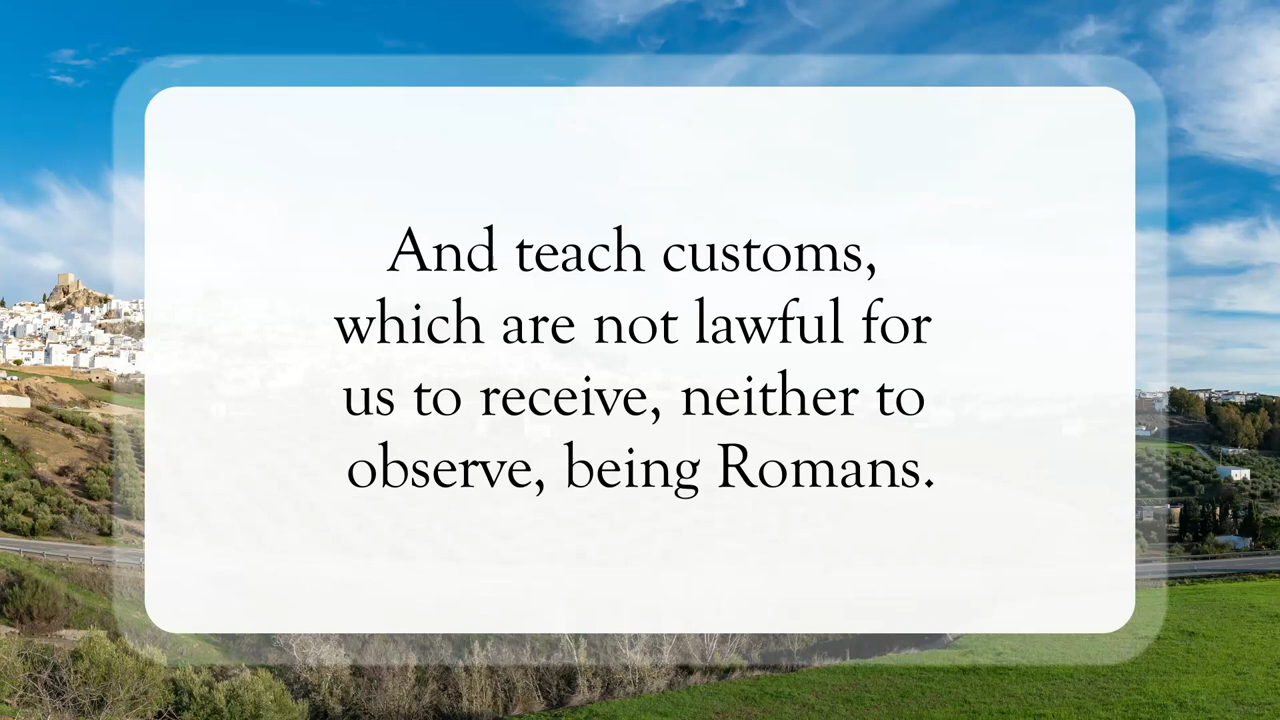 And teach customs,
which are not lawful for
us to receive, neither to
observe, being Romans.